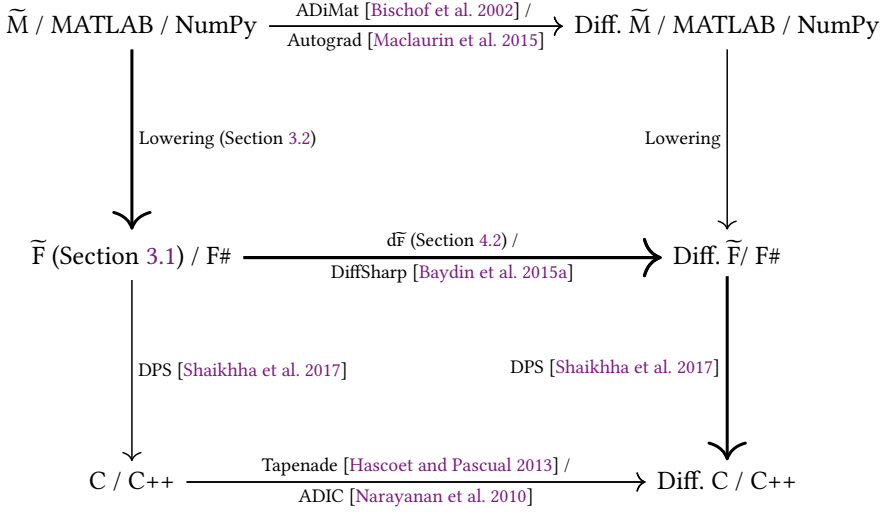 ADiMat [Bischof et al. 2002] /
M̃ / MATLAB / NumPy
Diff. M̃ / MATLAB / NumPy
Autograd [Maclaurin et al. 2015]
Lowering (Section 3.2)
Lowering
dF̃ (Section 4.2) /
F̃ (Section 3.1) / F#
Diff. F̃/ F#
DiffSharp [Baydin et al. 2015a]
DPS [Shaikhha et al. 2017]
DPS [Shaikhha et al. 2017]
Tapenade [Hascoet and Pascual 2013] /
C / C++
Diff. C / C++
ADIC [Narayanan et al. 2010]